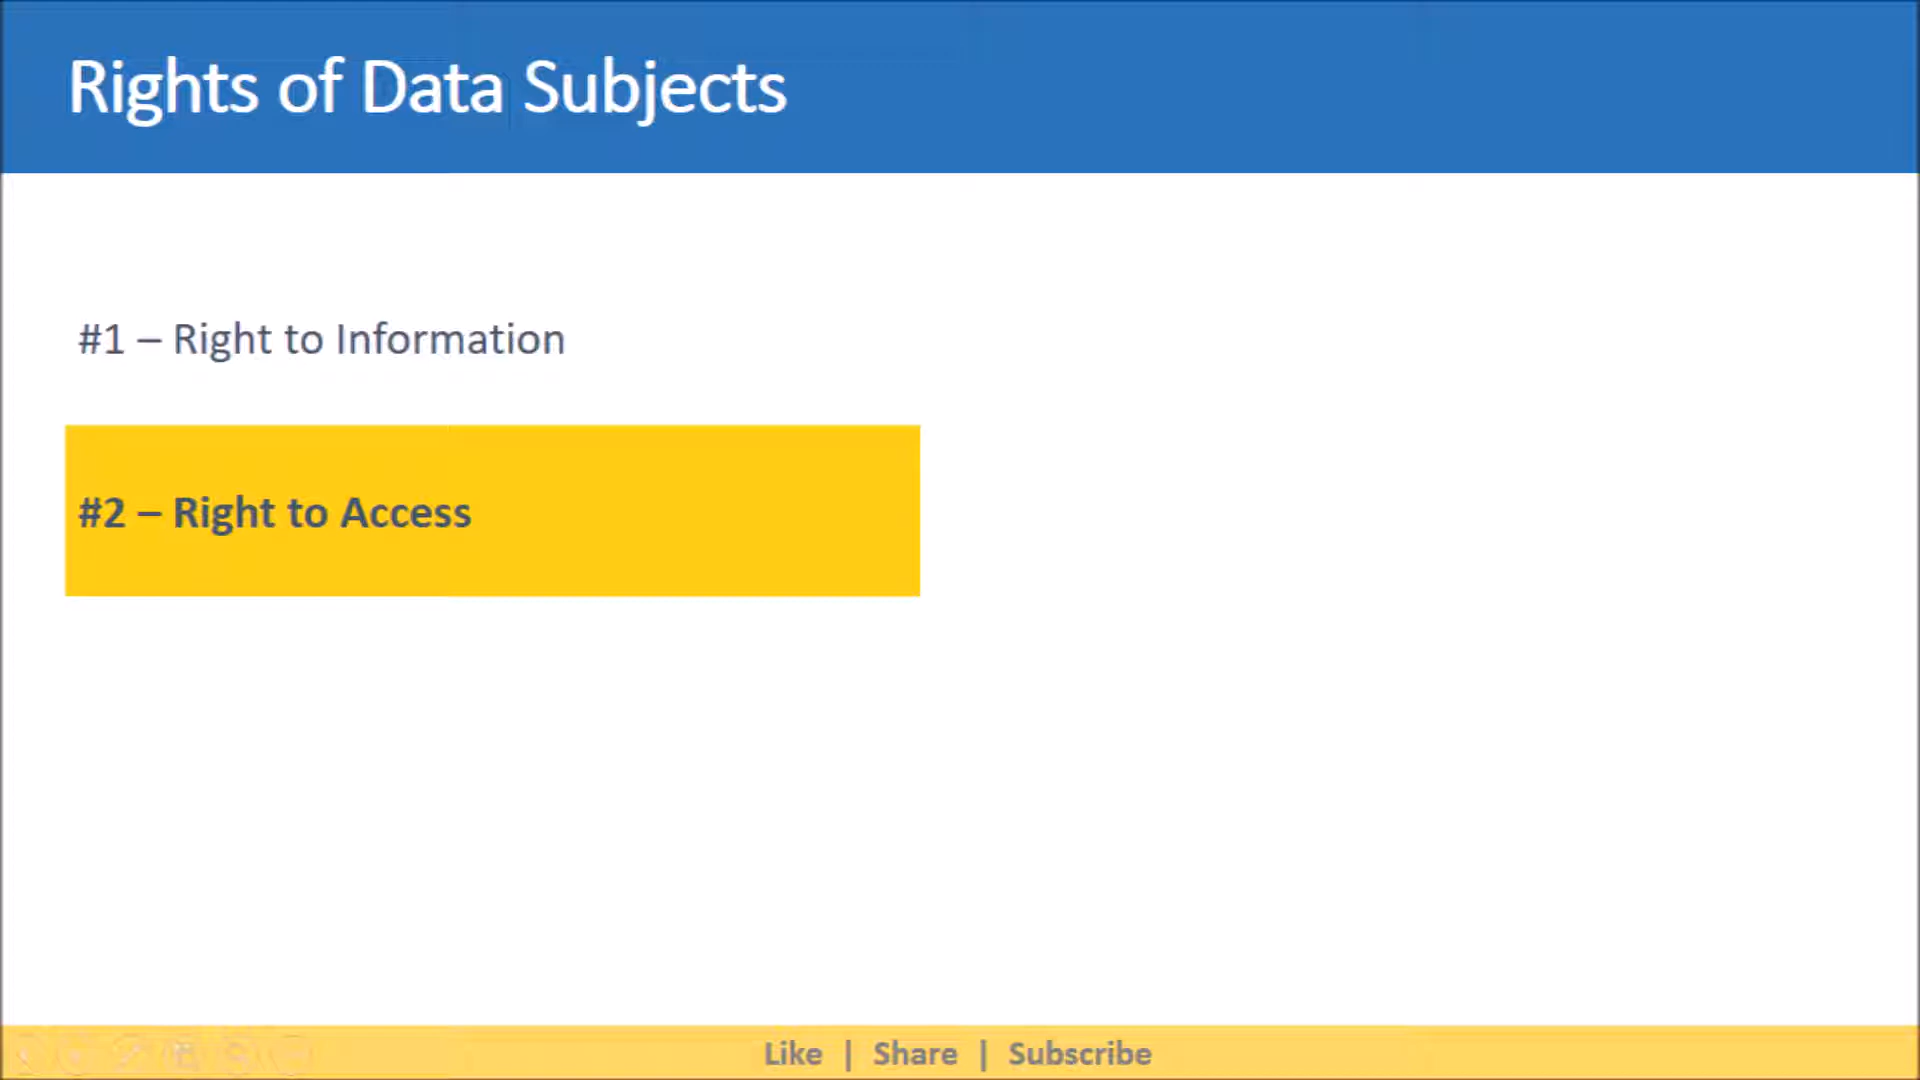 Rights of Data Subjects
#1 – Right to Information
#2 – Right to Access
Like | Share | Subscribe